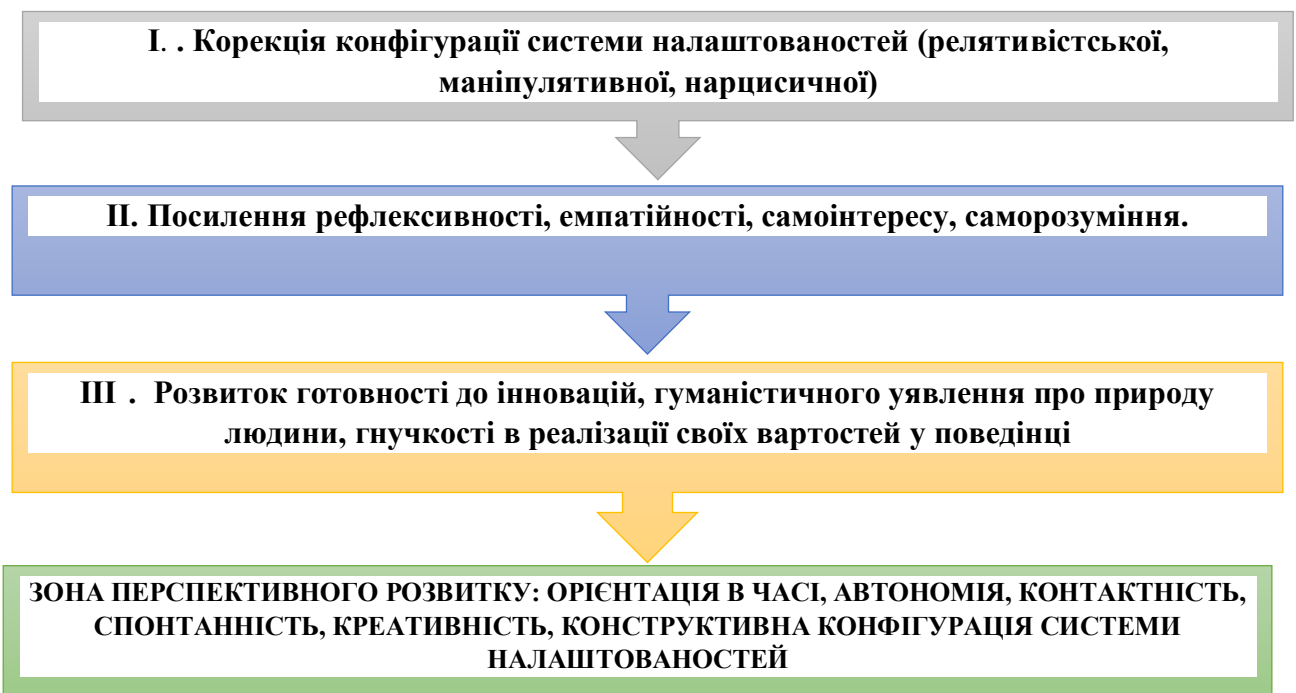 I. . Корекція конфігурації системи налаштованостей (релятивістської,
маніпулятивної, нарцисичної)
II. Посилення рефлексивності, емпатійності, самоінтересу, саморозуміння.
III . Розвиток готовності до інновацій, гуманістичного уявлення про природу
людини, гнучкості в реалізації своїх вартостей у поведінці
ЗОНА ПЕРСПЕКТИВНОГО РОЗВИТКУ: ОРІЄНТАЦІЯ В ЧАСІ, АВТОНОМІЯ, КОНТАКТНІСТЬ,
СПОНТАННІСТЬ, КРЕАТИВНІСТЬ, КОНСТРУКТИВНА КОНФІГУРАЦІЯ СИСТЕМИ
НАЛАШТОВАНОСТЕЙ